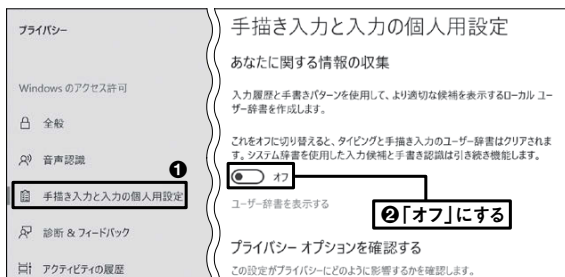 プライバシー
Windows のアクセス許可
全般
音声認識
❶
手描き入力と入力の個人用設定
診断 & フィードバック
アクティビティの履歴
手描き入力と入力の個人用設定
あなたに関する情報の収集
入力履歴と手書きパターンを使用して、より適切な候補を表示するローカル ユー
ザー辞書を作成します。
これをオフに切り替えると、タイピングと手描き入力のユーザー辞書はクリアされま
す。システム辞書を使用した入力候補と手書き認識は引き続き機能します。
オフ
ユーザー辞書を表示する
❷「オフ」にする
プライバシー オプションを確認する
この設定がプライバシーにどのように影響するかを確認します。